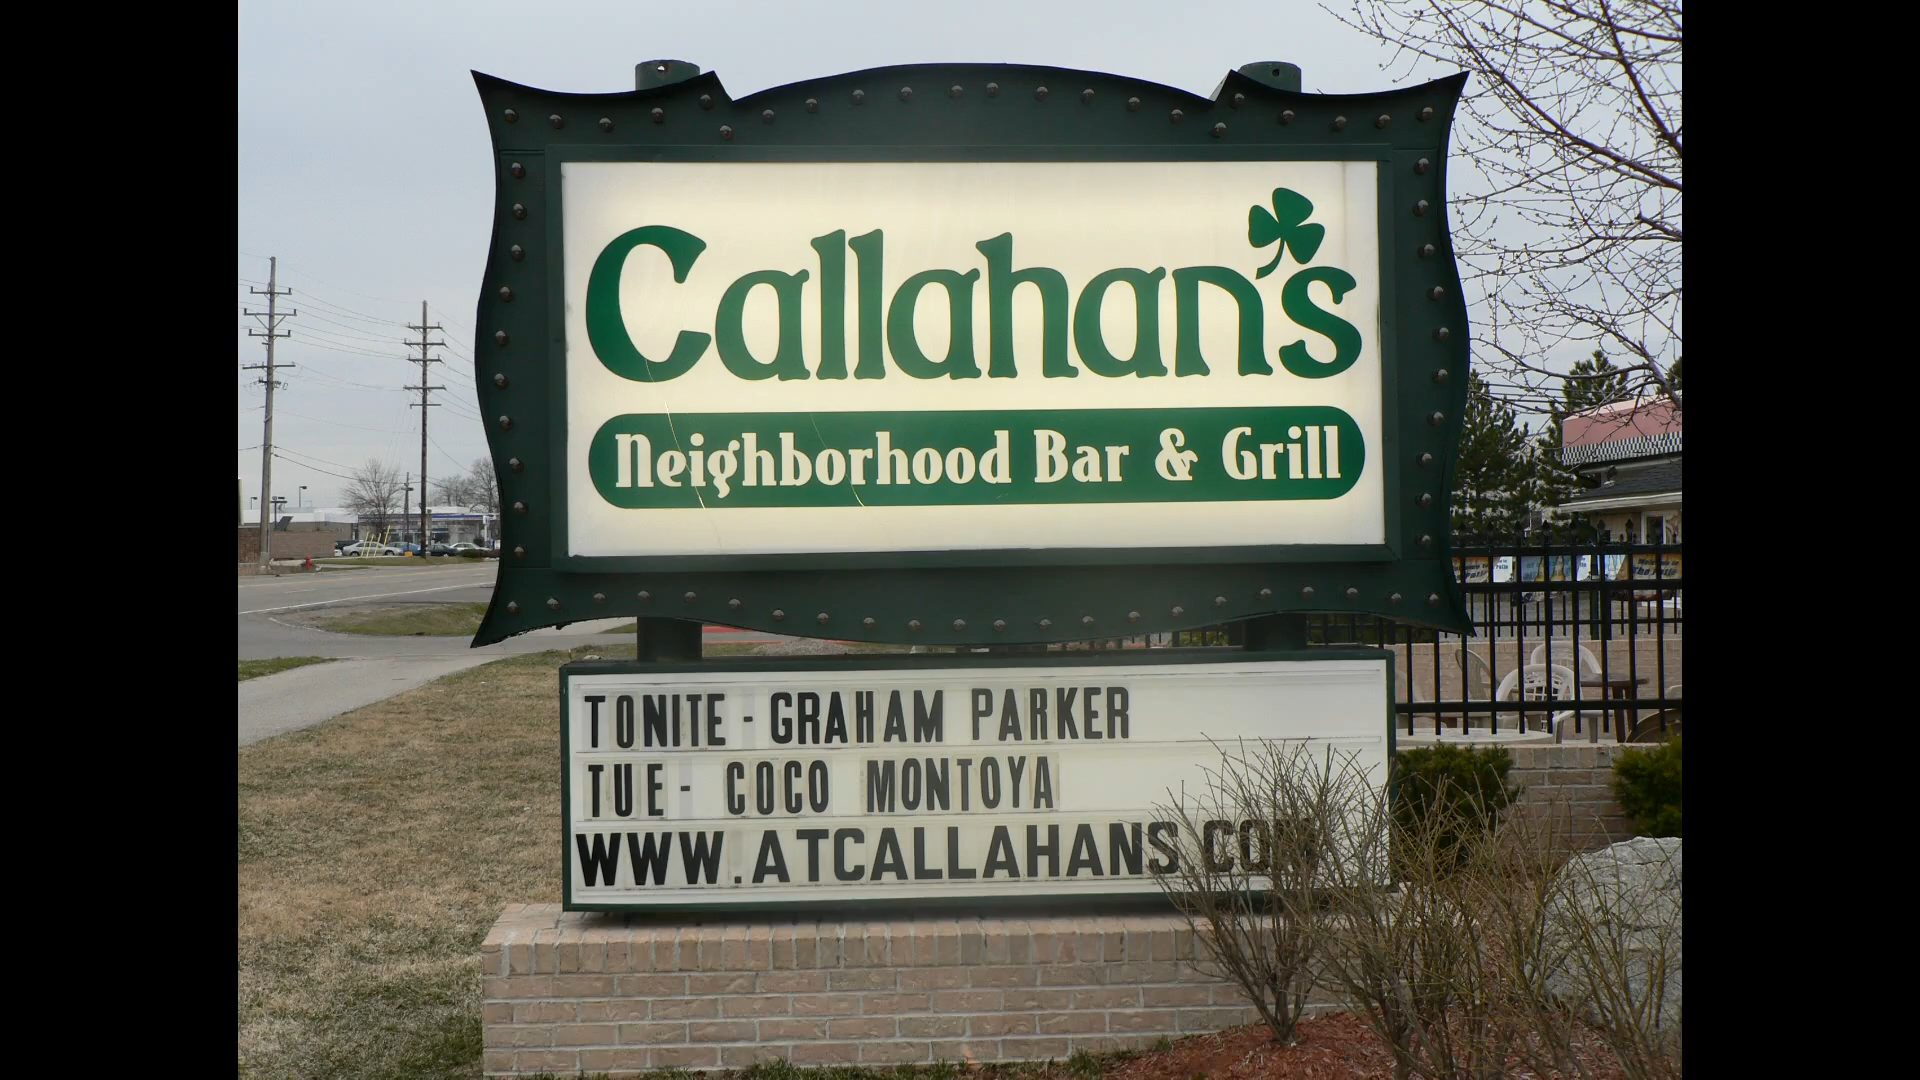 Callahan's
Neighborhood Bar & Grill
TONITE - GRAHAM PARKER
TUE - COCO MONTOYA
WWW.ATCALLAHANS.COM